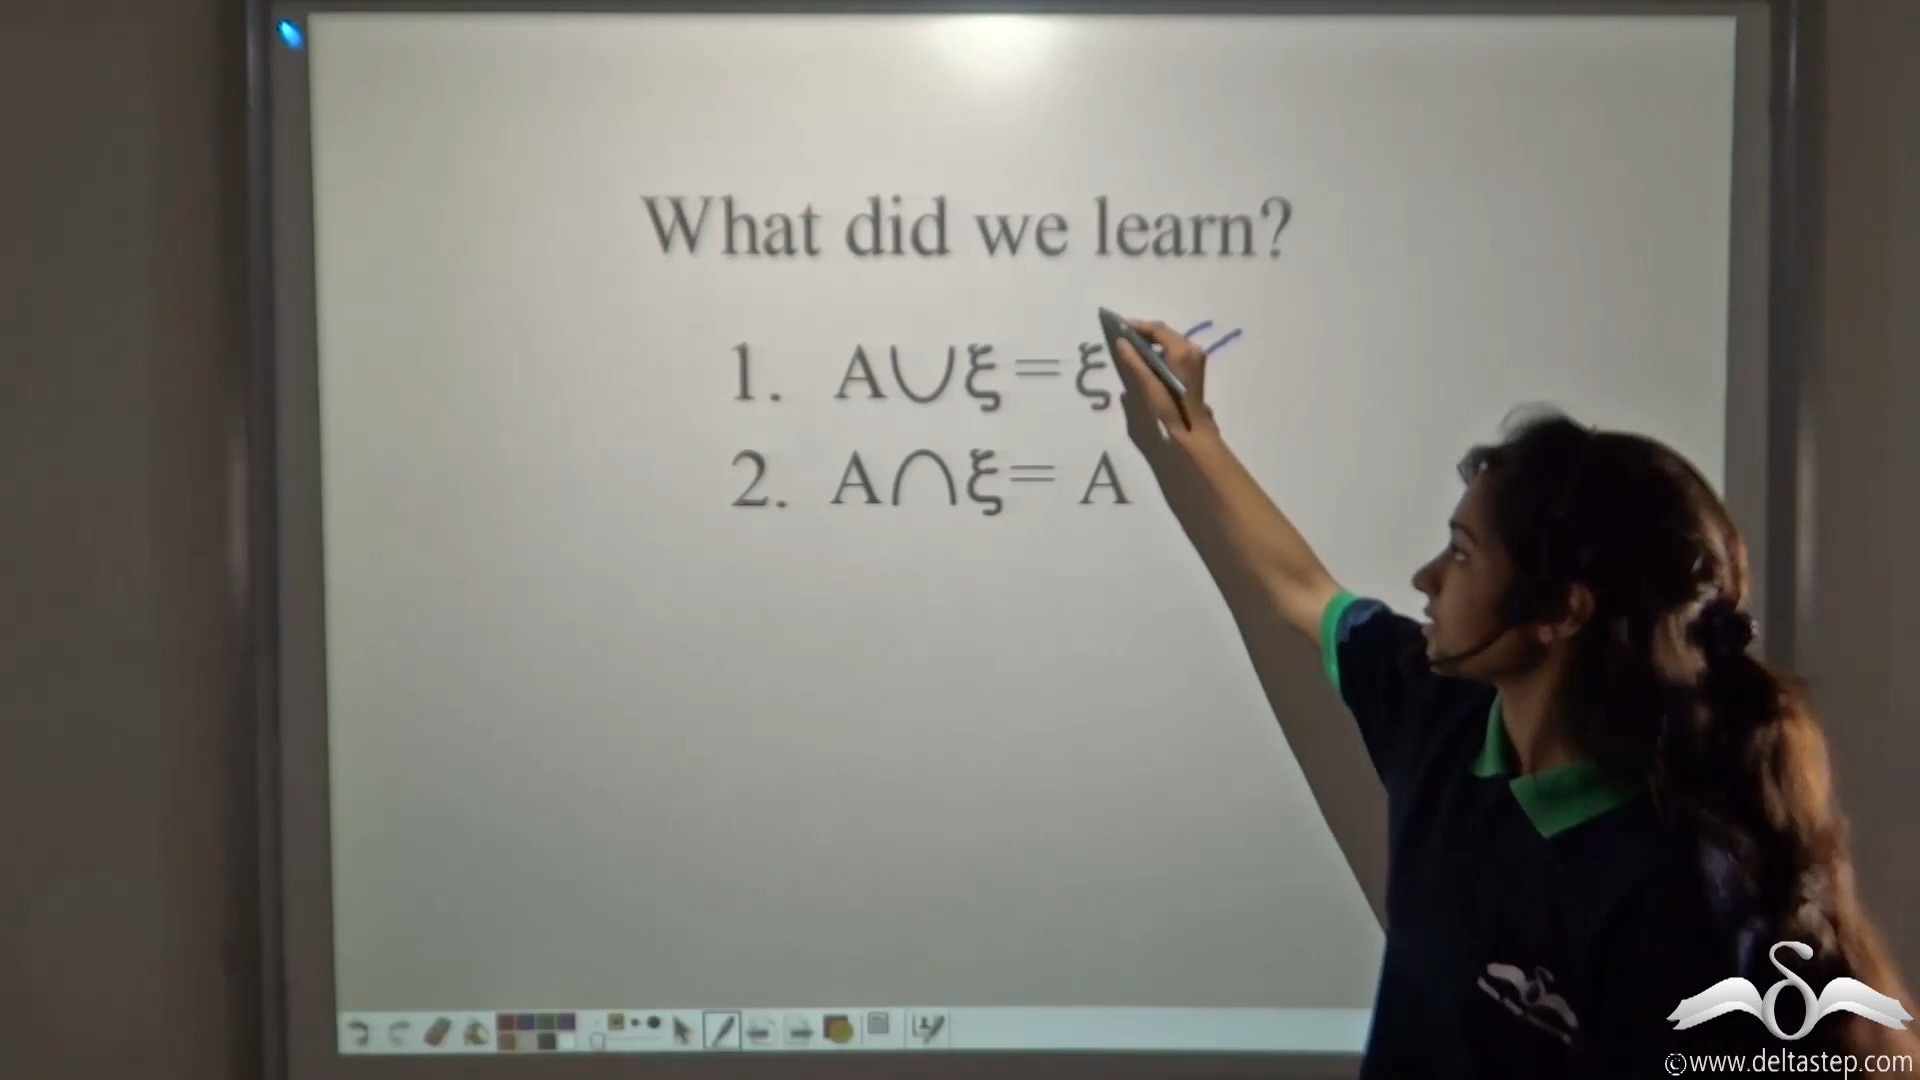 What did we learn?
1. A∪ξ = ξ
2. A∩ξ = A
©www.deltastep.com